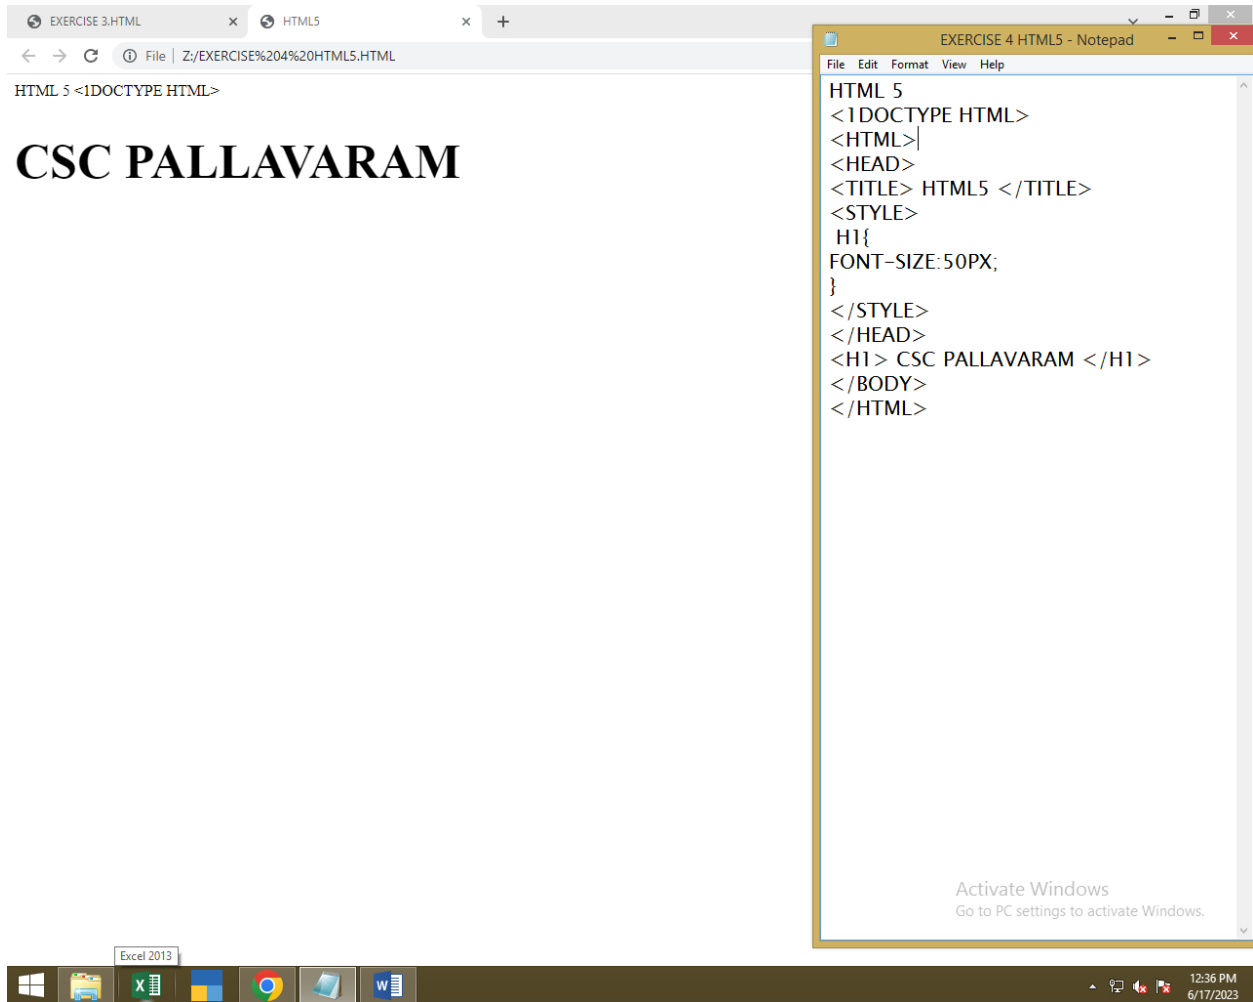 EXERCISE 3.HTML
HTML5
File Z:/EXERCISE%204%20HTML5.HTML
HTML 5 <1DOCTYPE HTML>
CSC PALLAVARAM
EXERCISE 4 HTML5 - Notepad
File Edit Format View Help
HTML 5
<1DOCTYPE HTML>
<HTML>
<HEAD>
<TITLE> HTML5 </TITLE>
<STYLE>
H1{
FONT-SIZE:50PX;
}
</STYLE>
</HEAD>
<H1> CSC PALLAVARAM </H1>
</BODY>
</HTML>
Activate Windows
Go to PC settings to activate Windows.
Excel 2013
12:36 PM
6/17/2023